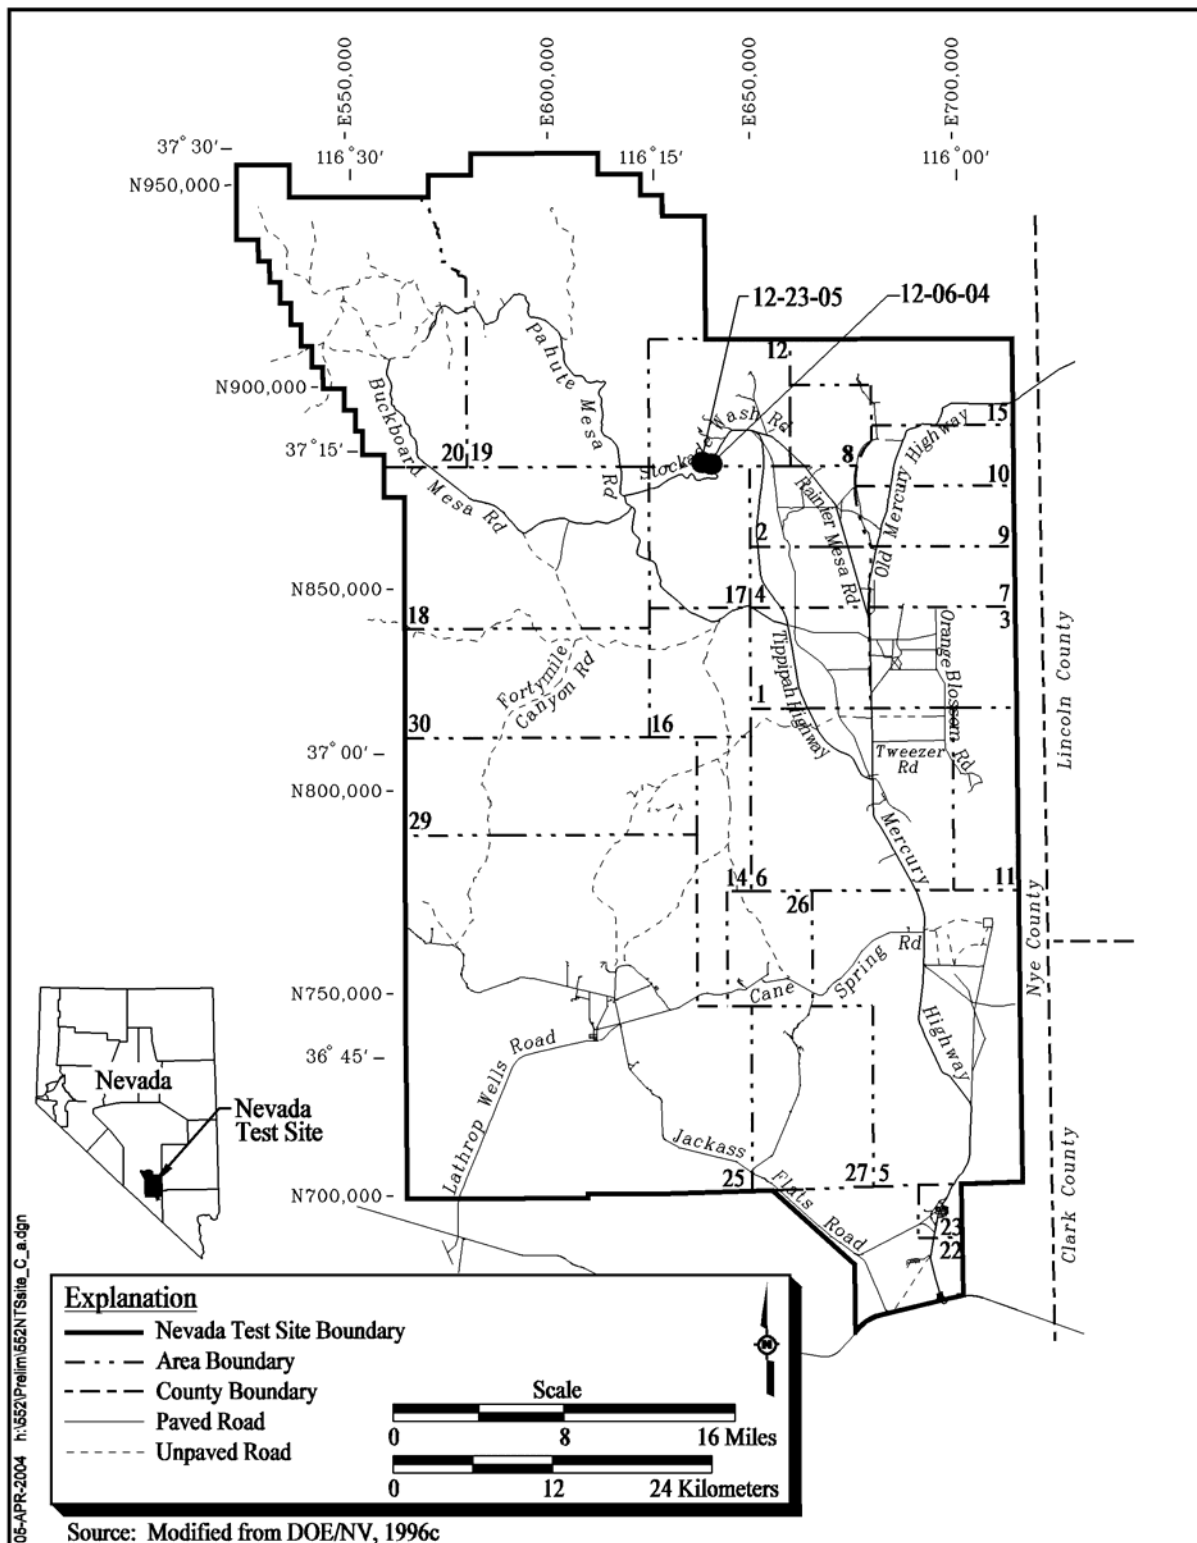 E550,000
E600,000
E650,000
E700,000
37° 30'
116° 30'
116° 15'
116° 00'
N950,000
12-23-05
12-06-04
Pahute Mesa Rd
12
N900,000
Buckboard Mesa Rd
Stockade Wash Rd
15
Old Mercury Highway
37° 15'
20 19
8
10
Rainier Mesa Rd
2
9
N850,000
17 4
7
18
3
Orange Blossom Rd
Lincoln County
Fortymile Canyon Rd
Tippipah Highway
1
30
16
37° 00'
Tweezer
Rd
N800,000
29
Mercury
14 6
26
11
Rd
Nye County
N750,000
Cane Spring
Highway
36° 45'
Lathrop Wells Road
Nevada
Nevada
Test Site
Jackass Flats Road
Clark County
25
27 5
N700,000
23
22
Explanation
Nevada Test Site Boundary
Area Boundary
County Boundary
Paved Road
Unpaved Road
N
Scale
0 8 16 Miles
0 12 24 Kilometers
05-APR-2004 h:\552\Prelim\552NTSsite_C_a.dgn
Source: Modified from DOE/NV, 1996c